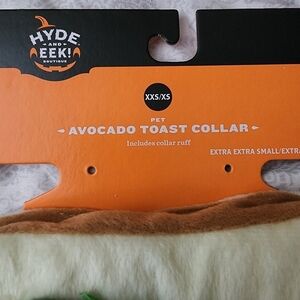 HYDE
AND
EEK!
BOUTIQUE
XXS/XS
PET
AVOCADO TOAST COLLAR
Includes collar ruff
EXTRA EXTRA SMALL/EXTRA